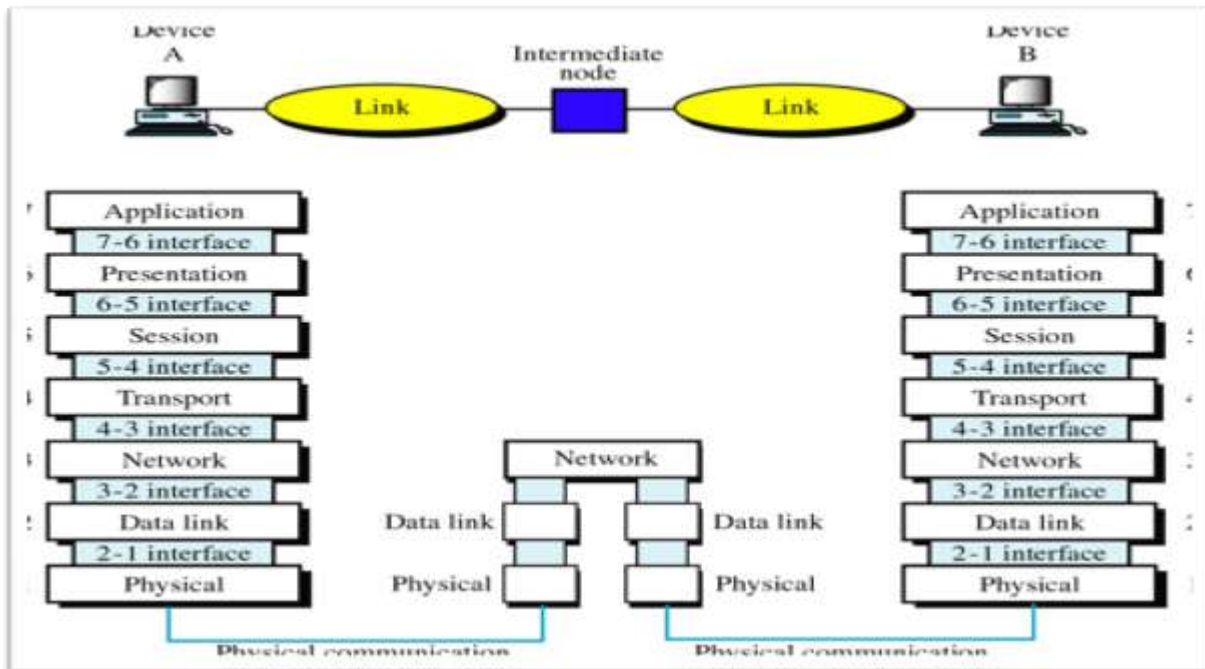 Device
A
Device
B
Intermediate
node
Link
Link
Application
7-6 interface
Presentation
6-5 interface
Session
5-4 interface
Transport
4-3 interface
Network
3-2 interface
Data link
2-1 interface
Physical
Network
Data link
Data link
Physical
Physical
Application
7-6 interface
Presentation
6-5 interface
Session
5-4 interface
Transport
4-3 interface
Network
3-2 interface
Data link
2-1 interface
Physical
Physical communication
Physical communication